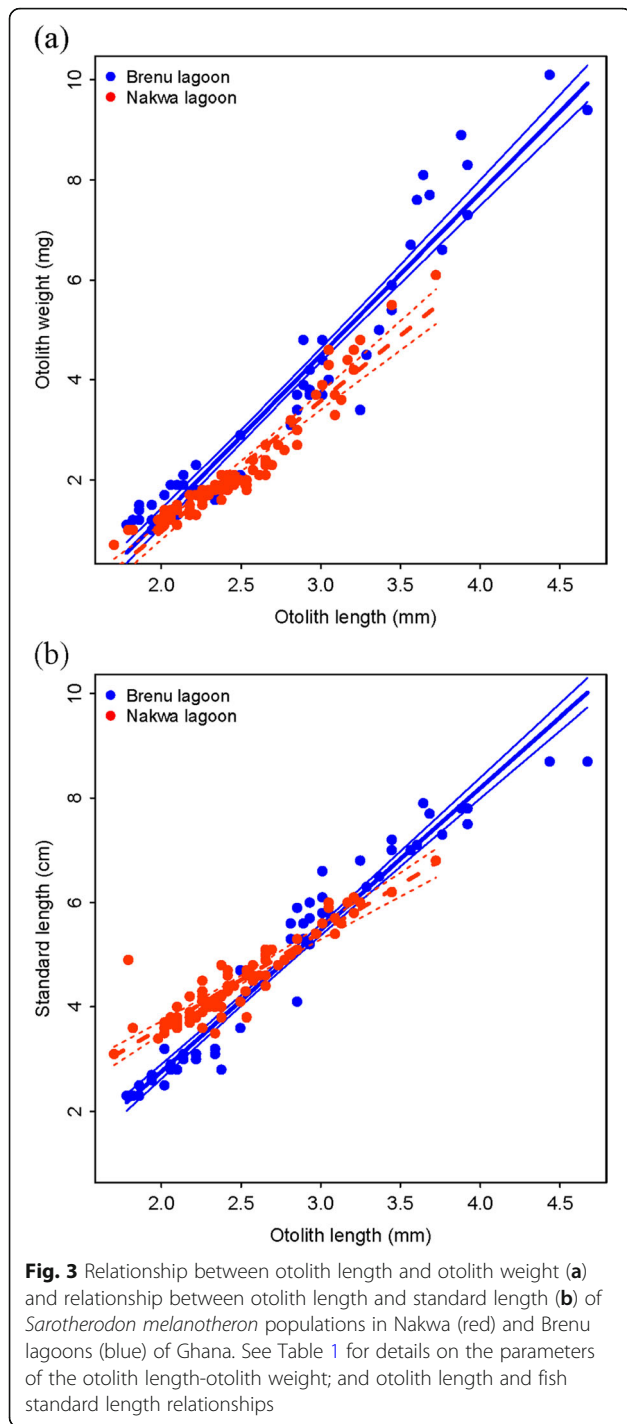 (a)
Brenu lagoon
Nakwa lagoon
Otolith weight (mg)
10
8
6
4
2
2.0 2.5 3.0 3.5 4.0 4.5
Otolith length (mm)
(b)
Brenu lagoon
Nakwa lagoon
Standard length (cm)
10
8
6
4
2
2.0 2.5 3.0 3.5 4.0 4.5
Otolith length (mm)
Fig. 3 Relationship between otolith length and otolith weight (a)
and relationship between otolith length and standard length (b) of
Sarotherodon melanotheron populations in Nakwa (red) and Brenu
lagoons (blue) of Ghana. See Table 1 for details on the parameters
of the otolith length-otolith weight; and otolith length and fish
standard length relationships